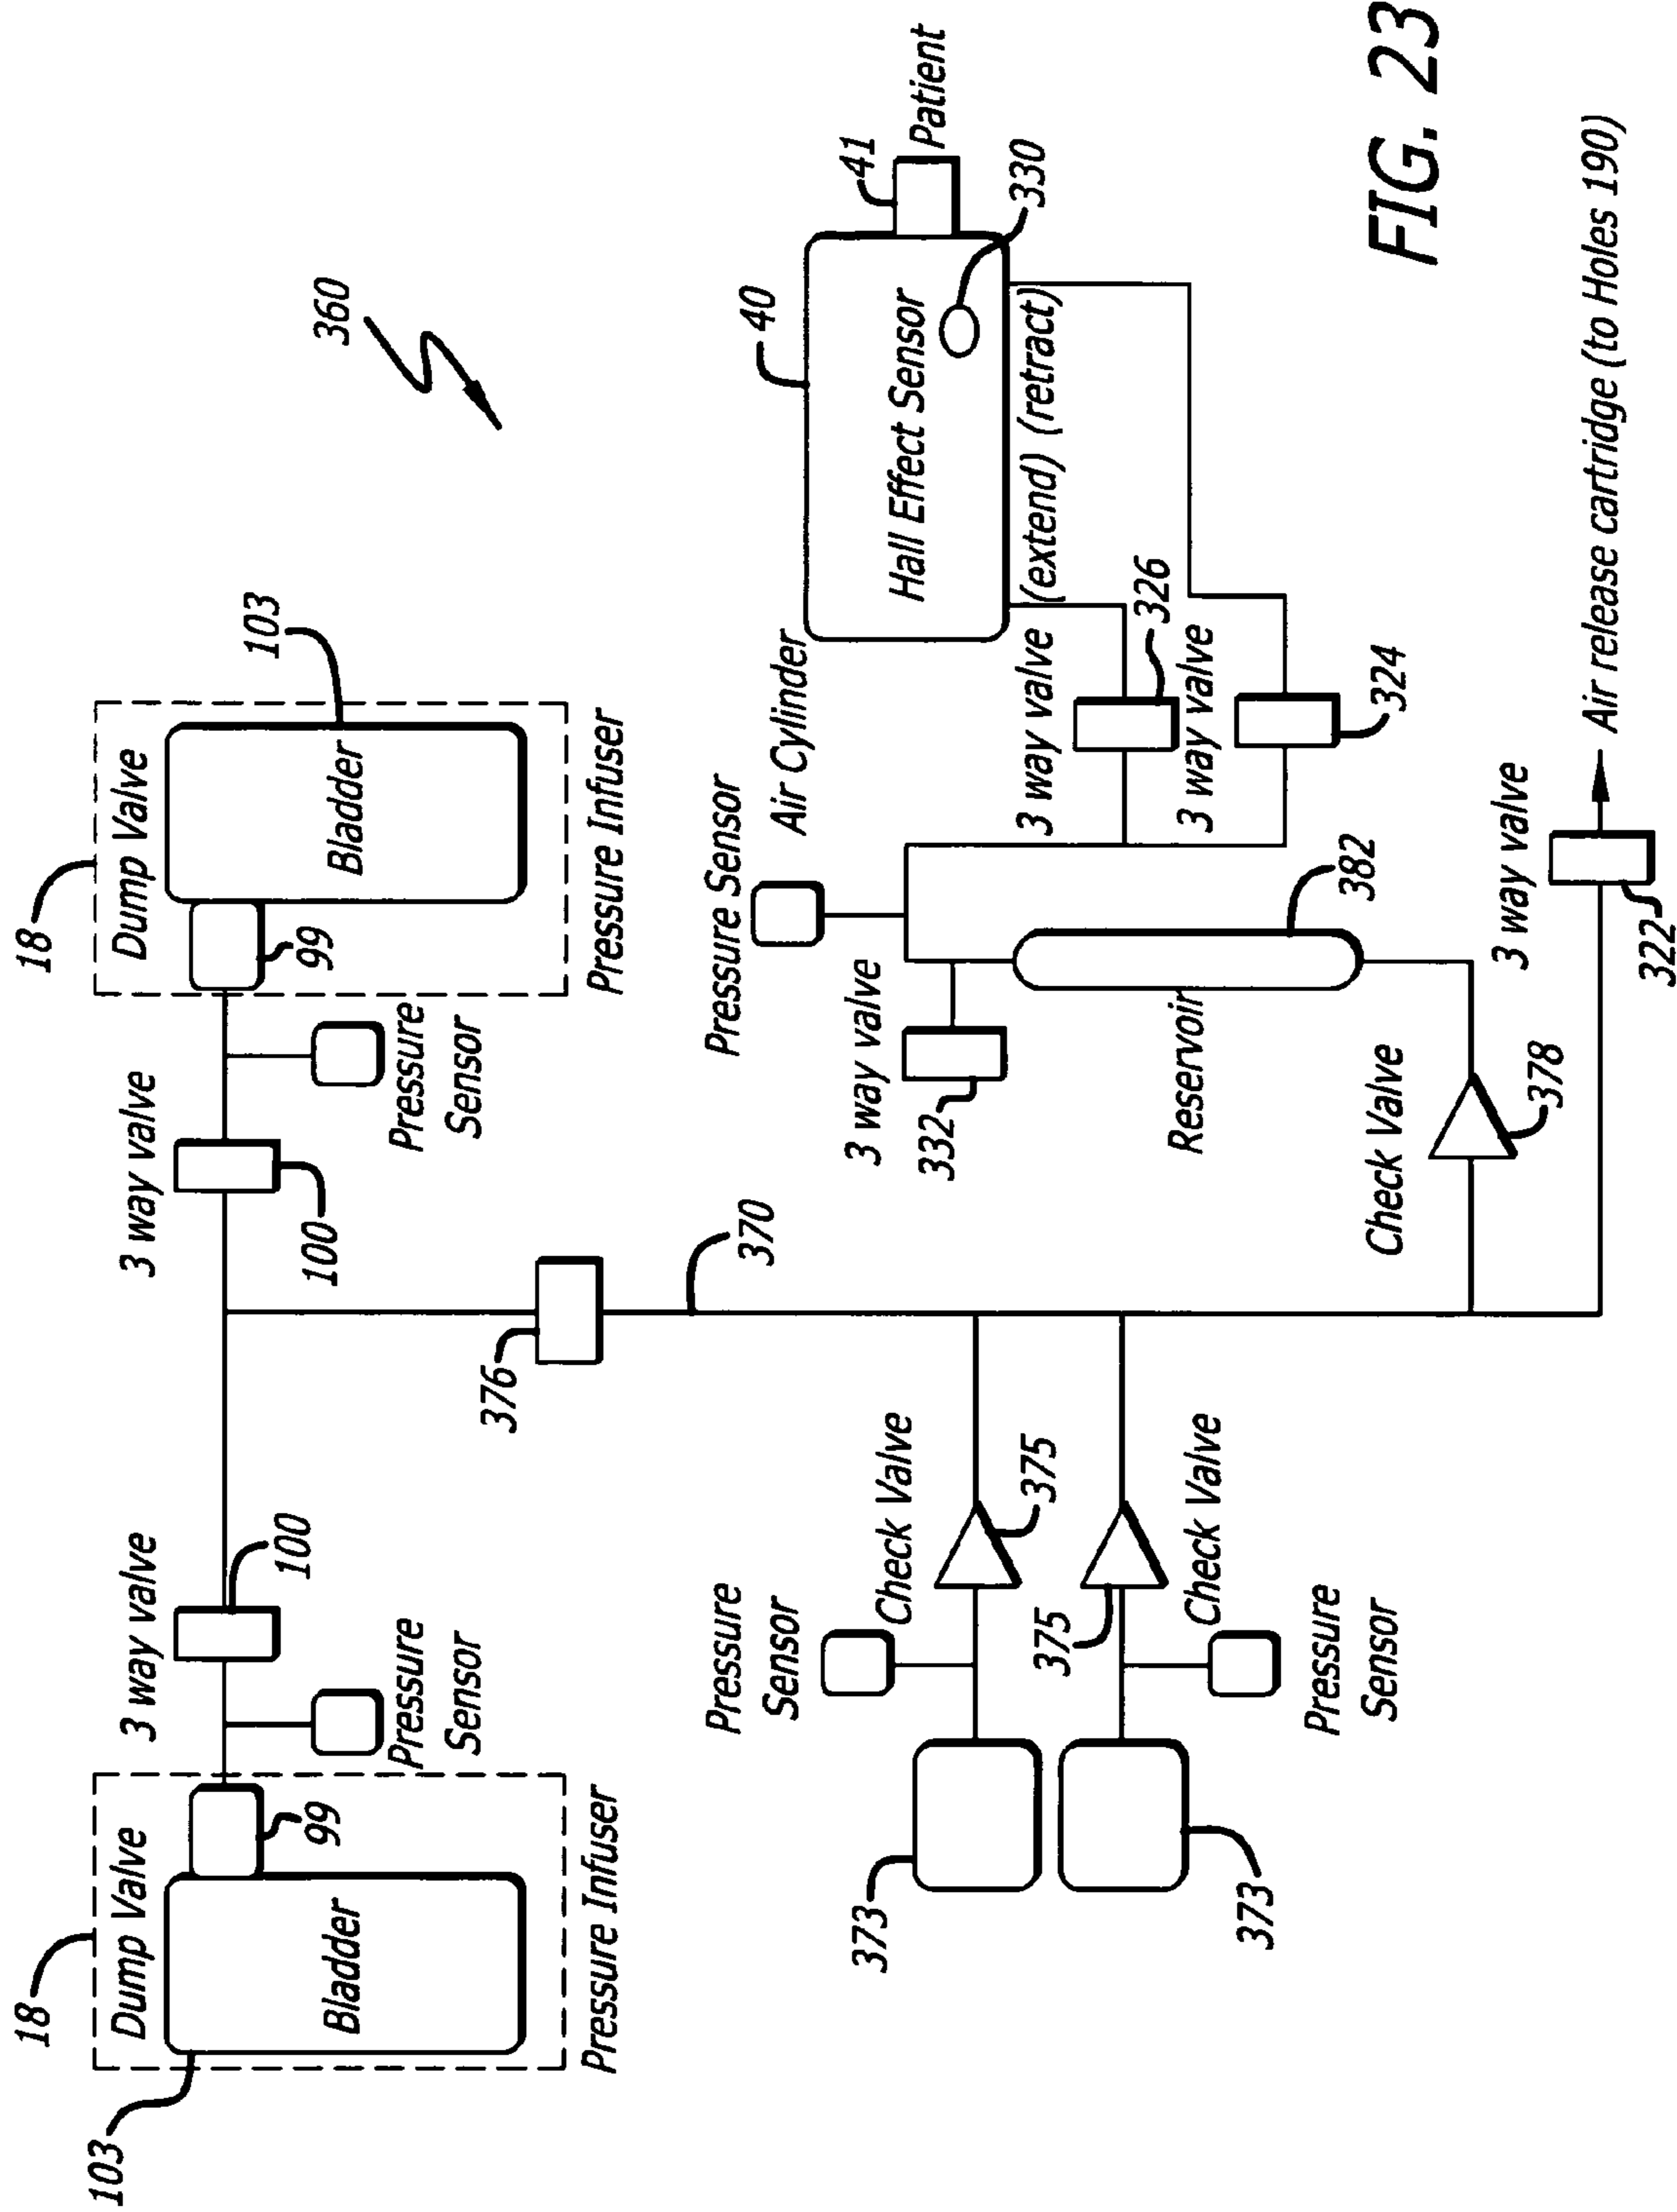 18
Dump Valve
103
Bladder
99
Pressure Infuser
3 way valve
100
Pressure
Sensor
3 way valve
100
Pressure
Sensor
18
Dump Valve
103
Bladder
99
Pressure Infuser
360
376
370
Pressure
Sensor
Check Valve
375
373
375
Check Valve
373
Pressure
Sensor
Pressure Sensor
3 way valve
332
Reservoir
382
Check Valve
378
Air Cylinder
40
Hall Effect Sensor
41
Patient
330
(extend) (retract)
3 way valve
326
3 way valve
324
3 way valve
322
Air release cartridge (to Holes 190)
FIG. 23